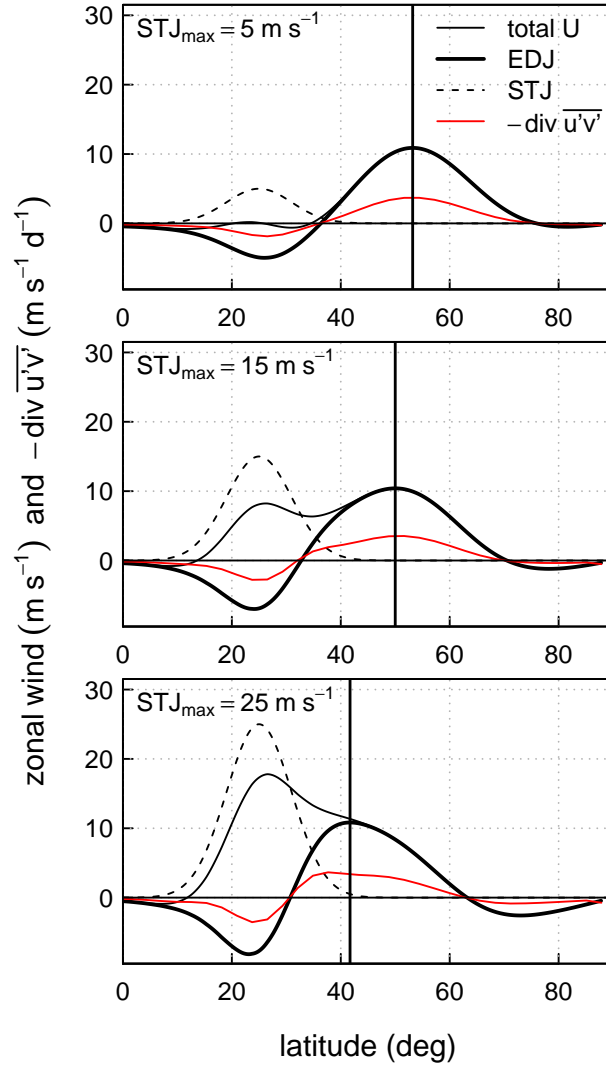 STJmax = 5 m s⁻¹
total U
EDJ
STJ
−div u'v'
30
20
10
0
0 20 40 60 80
STJmax = 15 m s⁻¹
30
20
10
0
0 20 40 60 80
STJmax = 25 m s⁻¹
30
20
10
0
0 20 40 60 80
latitude (deg)
zonal wind (m s⁻¹) and −div u'v' (m s⁻¹ d⁻¹)